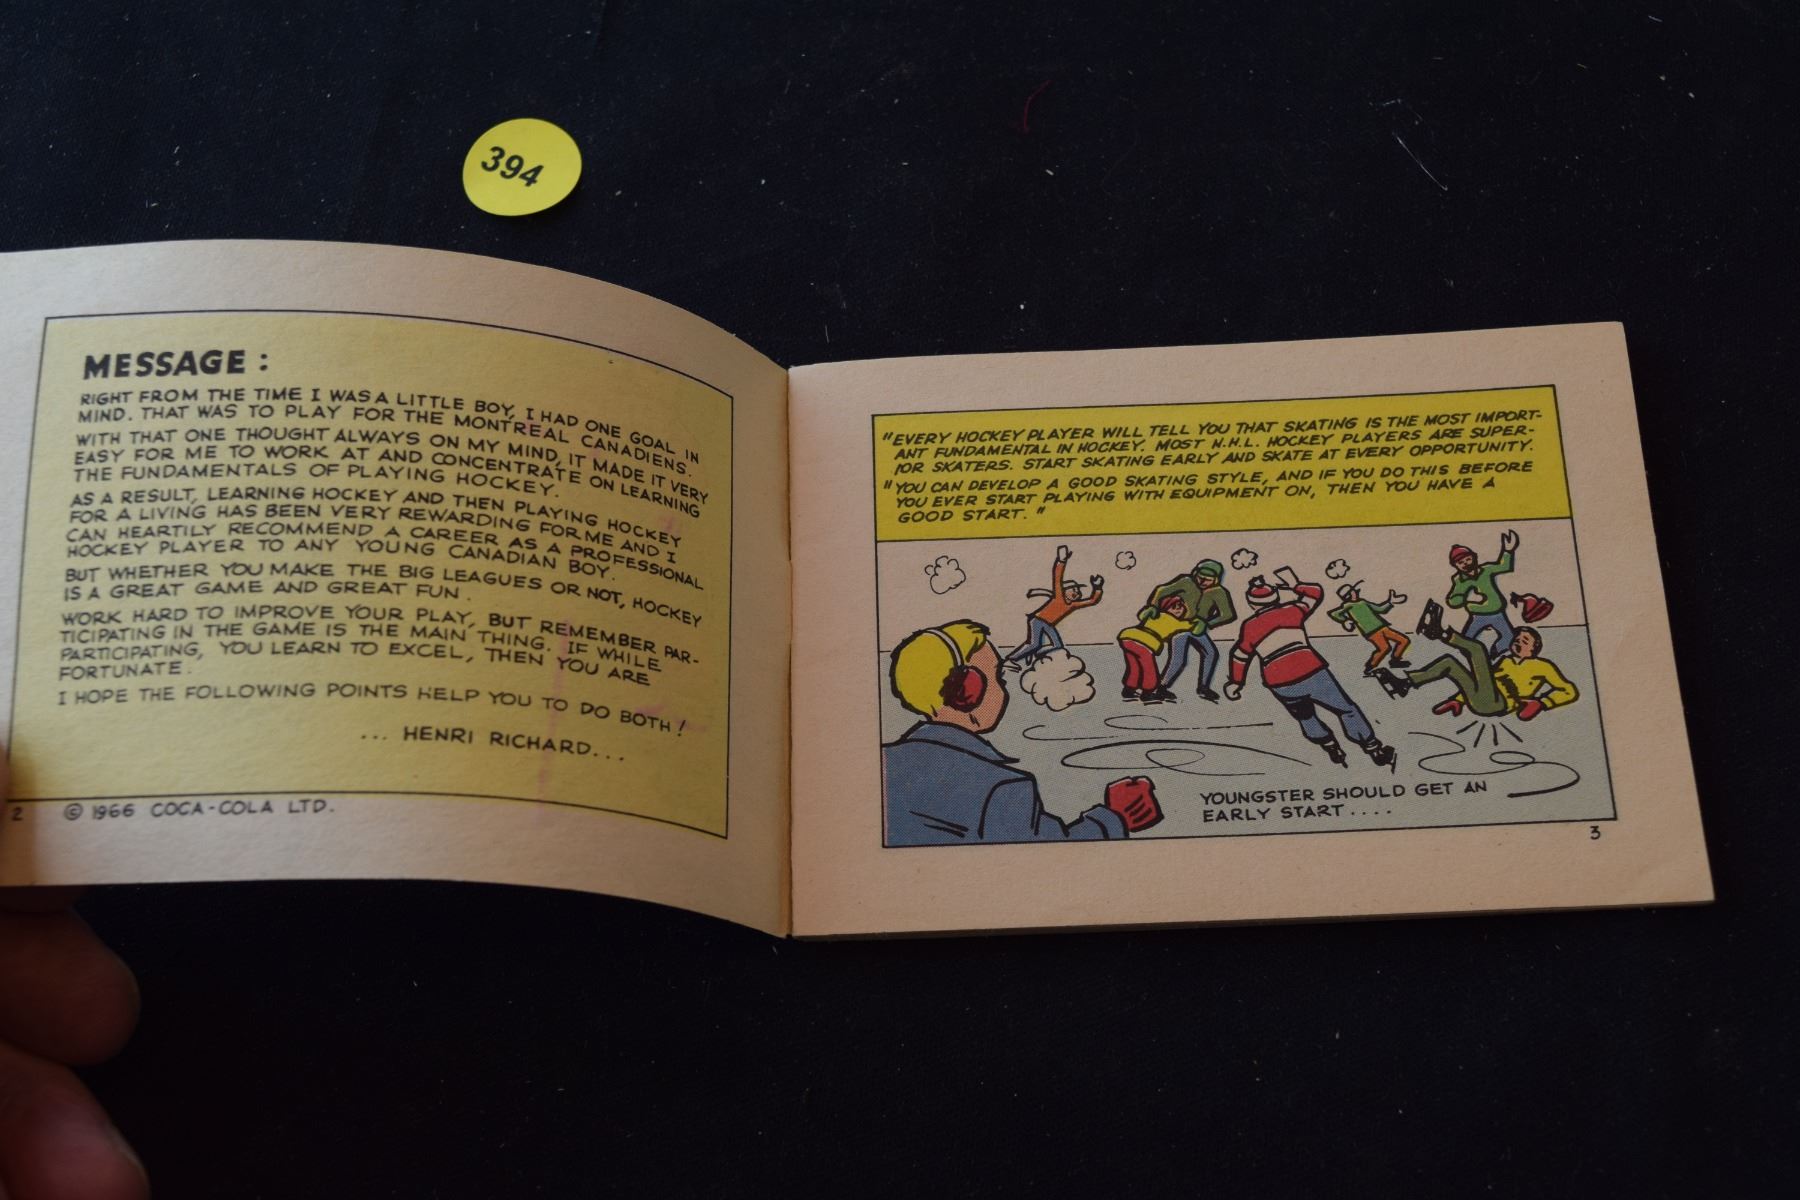 394
MESSAGE :
RIGHT FROM THE TIME I WAS A LITTLE BOY, I HAD ONE GOAL IN
MIND. THAT WAS TO PLAY FOR THE MONTREAL CANADIENS.
WITH THAT ONE THOUGHT ALWAYS ON MY MIND, IT MADE IT VERY
EASY FOR ME TO WORK AT AND CONCENTRATE ON LEARNING
THE FUNDAMENTALS OF PLAYING HOCKEY.
AS A RESULT, LEARNING HOCKEY AND THEN PLAYING HOCKEY
FOR A LIVING HAS BEEN VERY REWARDING FOR ME AND I
CAN HEARTILY RECOMMEND A CAREER AS A PROFESSIONAL
HOCKEY PLAYER TO ANY YOUNG CANADIAN BOY.
BUT WHETHER YOU MAKE THE BIG LEAGUES OR NOT, HOCKEY
IS A GREAT GAME AND GREAT FUN.
WORK HARD TO IMPROVE YOUR PLAY, BUT REMEMBER PAR-
TICIPATING IN THE GAME IS THE MAIN THING. IF WHILE
PARTICIPATING, YOU LEARN TO EXCEL, THEN YOU ARE
FORTUNATE.
I HOPE THE FOLLOWING POINTS HELP YOU TO DO BOTH!
... HENRI RICHARD...
2 © 1966 COCA-COLA LTD.
"EVERY HOCKEY PLAYER WILL TELL YOU THAT SKATING IS THE MOST IMPORT-
ANT FUNDAMENTAL IN HOCKEY. MOST N.H.L. HOCKEY PLAYERS ARE SUPER-
IOR SKATERS. START SKATING EARLY AND SKATE AT EVERY OPPORTUNITY.
"YOU CAN DEVELOP A GOOD SKATING STYLE, AND IF YOU DO THIS BEFORE
YOU EVER START PLAYING WITH EQUIPMENT ON, THEN YOU HAVE A
GOOD START."
YOUNGSTER SHOULD GET AN
EARLY START....
3